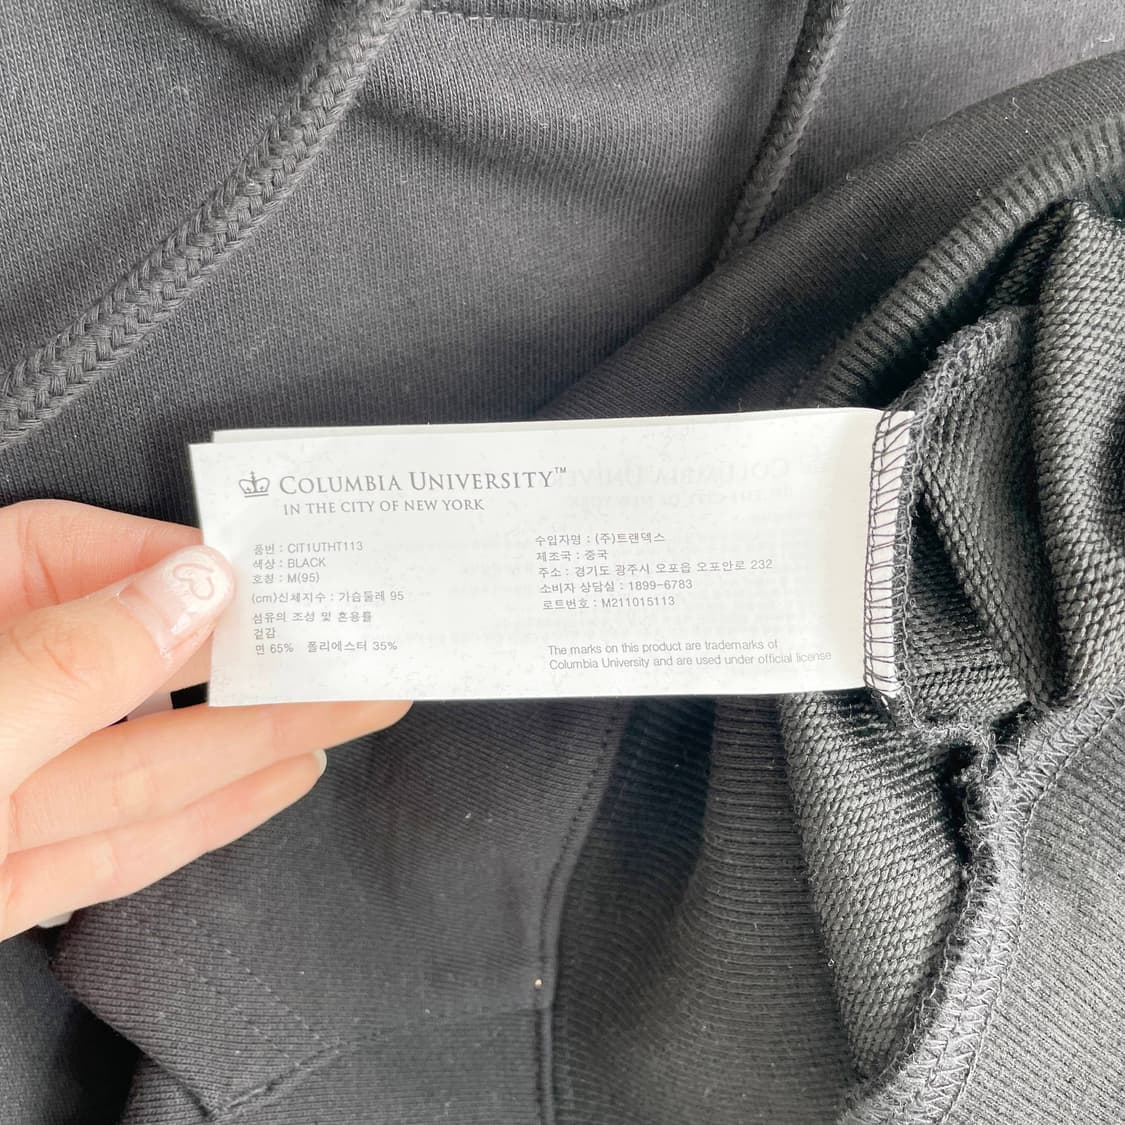 COLUMBIA UNIVERSITY™
IN THE CITY OF NEW YORK
품번 : CIT1UTHT113
색상 : BLACK
호칭 : M(95)
(cm)신체지수 : 가슴둘레 95
섬유의 조성 및 혼용률
겉감
면 65% 폴리에스터 35%
수입자명 : (주)트랜덱스
제조국 : 중국
주소 : 경기도 광주시 오포읍 오포안로 232
소비자 상담실 : 1899-6783
로트번호 : M211015113
The marks on this product are trademarks of
Columbia University and are used under official license